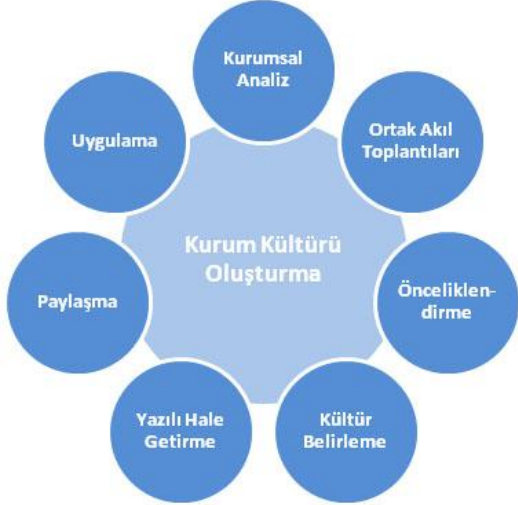 Kurumsal
Analiz
Ortak Akıl
Toplantıları
Önceliklen-
dirme
Kültür
Belirleme
Yazılı Hale
Getirme
Paylaşma
Uygulama
Kurum Kültürü
Oluşturma